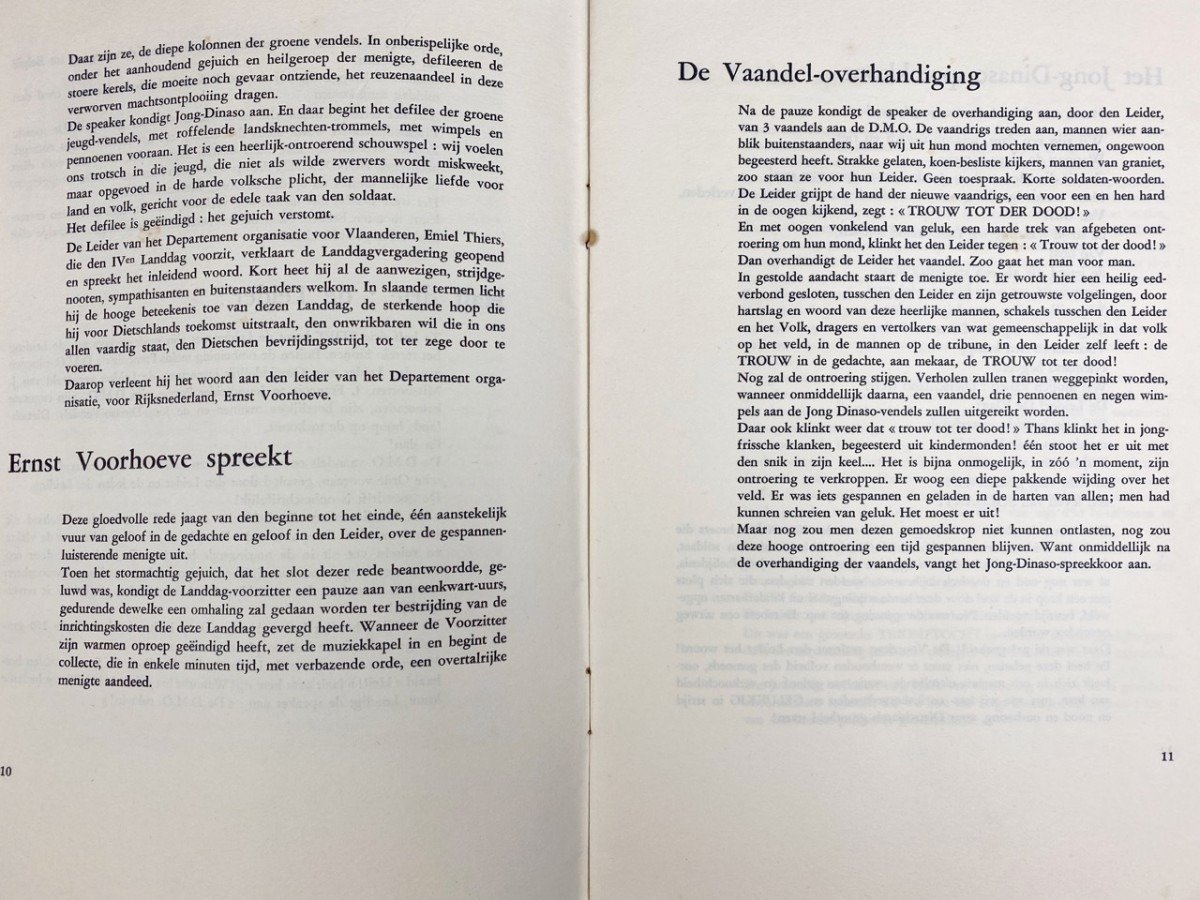 Daar zijn ze, de diepe kolonnen der groene vendels. In onberispelijke orde,
onder het aanhoudend gejuich en heilgeroep der menigte, defileeren de
stoere kerels, die moeite noch gevaar ontziende, het reuzenaandeel in deze
verworven machtsontplooiing dragen.
De speaker kondigt Jong-Dinaso aan. En daar begint het defilee der groene
jeugd-vendels, met roffelende landsknechten-trommels, met wimpels en
pennoenen vooraan. Het is een heerlijk-ontroerend schouwspel : wij voelen
ons trotsch in die jeugd, die niet als wilde zwervers wordt miskweekt,
maar opgevoed in de harde volksche plicht, der mannelijke liefde voor
land en volk, gericht voor de edele taak van den soldaat.
Het defilee is geëindigd : het gejuich verstomt.
De Leider van het Departement organisatie voor Vlaanderen, Emiel Thiers,
die den IVen Landdag voorzit, verklaart de Landdagvergadering geopend
en spreekt het inleidend woord. Kort heet hij al de aanwezigen, strijdge-
nooten, sympathisanten en buitenstaanders welkom. In slaande termen licht
hij de hooge beteekenis toe van dezen Landdag, de sterkende hoop die
hij voor Dietschlands toekomst uitstraalt, den onwrikbaren wil die in ons
allen vaardig staat, den Dietschen bevrijdingsstrijd, tot ter zege door te
voeren.
Daarop verleent hij het woord aan den leider van het Departement orga-
nisatie, voor Rijksnederland, Ernst Voorhoeve.
Ernst Voorhoeve spreekt
Deze gloedvolle rede jaagt van den beginne tot het einde, één aanstekelijk
vuur van geloof in de gedachte en geloof in den Leider, over de gespannen-
luisterende menigte uit.
Toen het stormachtig gejuich, dat het slot dezer rede beantwoordde, ge-
luwd was, kondigt de Landdag-voorzitter een pauze aan van eenkwart-uurs,
gedurende dewelke een omhaling zal gedaan worden ter bestrijding van de
inrichtingskosten die deze Landdag gevergd heeft. Wanneer de Voorzitter
zijn warmen oproep geëindigd heeft, zet de muziekkapel in en begint de
collecte, die in enkele minuten tijd, met verbazende orde, een overtalrijke
menigte aandeed.
10
De Vaandel-overhandiging
Na de pauze kondigt de speaker de overhandiging aan, door den Leider,
van 3 vaandels aan de D.M.O. De vaandrigs treden aan, mannen wier aan-
blik buitenstaanders, naar wij uit hun mond mochten vernemen, ongewoon
begeesterd heeft. Strakke gelaten, koen-besliste kijkers, mannen van graniet,
zoo staan ze voor hun Leider. Geen toespraak. Korte soldaten-woorden.
De Leider grijpt de hand der nieuwe vaandrigs, een voor een en hen hard
in de oogen kijkend, zegt : « TROUW TOT DER DOOD! »
En met oogen vonkelend van geluk, een harde trek van afgebeten ont-
roering om hun mond, klinkt het den Leider tegen : « Trouw tot der dood! »
Dan overhandigt de Leider het vaandel. Zoo gaat het man voor man.
In gestolde aandacht staart de menigte toe. Er wordt hier een heilig eed-
verbond gesloten, tusschen den Leider en zijn getrouwste volgelingen, door
hartslag en woord van deze heerlijke mannen, schakels tusschen den Leider
en het Volk, dragers en vertolkers van wat gemeenschappelijk in dat volk
op het veld, in de mannen op de tribune, in den Leider zelf leeft : de
TROUW in de gedachte, aan mekaar, de TROUW tot ter dood!
Nog zal de ontroering stijgen. Verholen zullen tranen weggepinkt worden,
wanneer onmiddellijk daarna, een vaandel, drie pennoenen en negen wim-
pels aan de Jong Dinaso-vendels zullen uitgereikt worden.
Daar ook klinkt weer dat « trouw tot ter dood! » Thans klinkt het in jong-
frissche klanken, begeesterd uit kindermonden! één stoot het er uit met
den snik in zijn keel.... Het is bijna onmogelijk, in zóó 'n moment, zijn
ontroering te verkroppen. Er woog een diepe pakkende wijding over het
veld. Er was iets gespannen en geladen in de harten van allen; men had
kunnen schreien van geluk. Het moest er uit!
Maar nog zou men dezen gemoedskrop niet kunnen ontlasten, nog zou
deze hooge ontroering een tijd gespannen blijven. Want onmiddellijk na
de overhandiging der vaandels, vangt het Jong-Dinaso-spreekkoor aan.
11